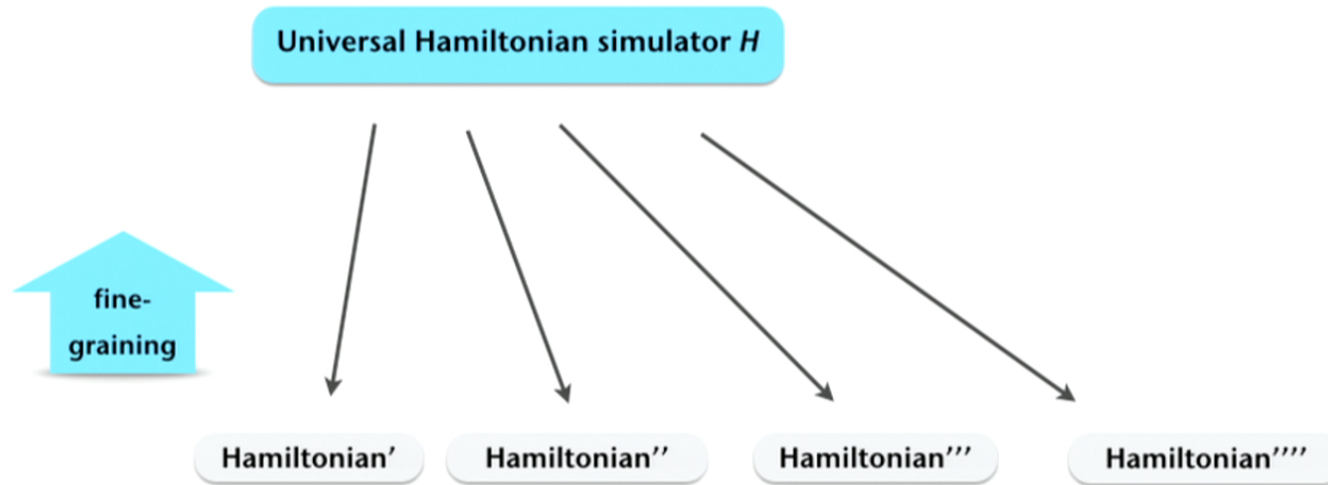 Universal Hamiltonian simulator H
fine-
graining
Hamiltonian′ Hamiltonian′′ Hamiltonian′′′ Hamiltonian′′′′